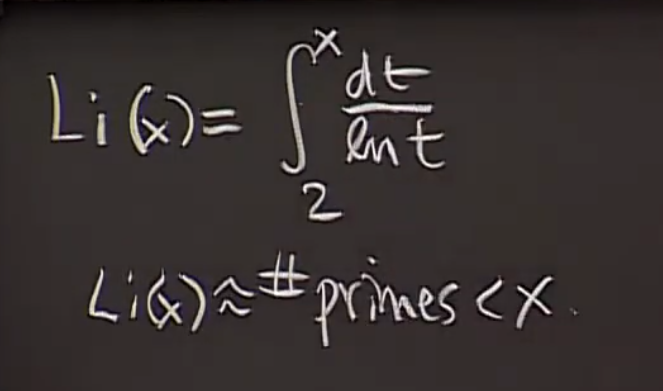 Li(x) = ∫₂ˣ dt/ln t
Li(x) ≈ # primes < x.